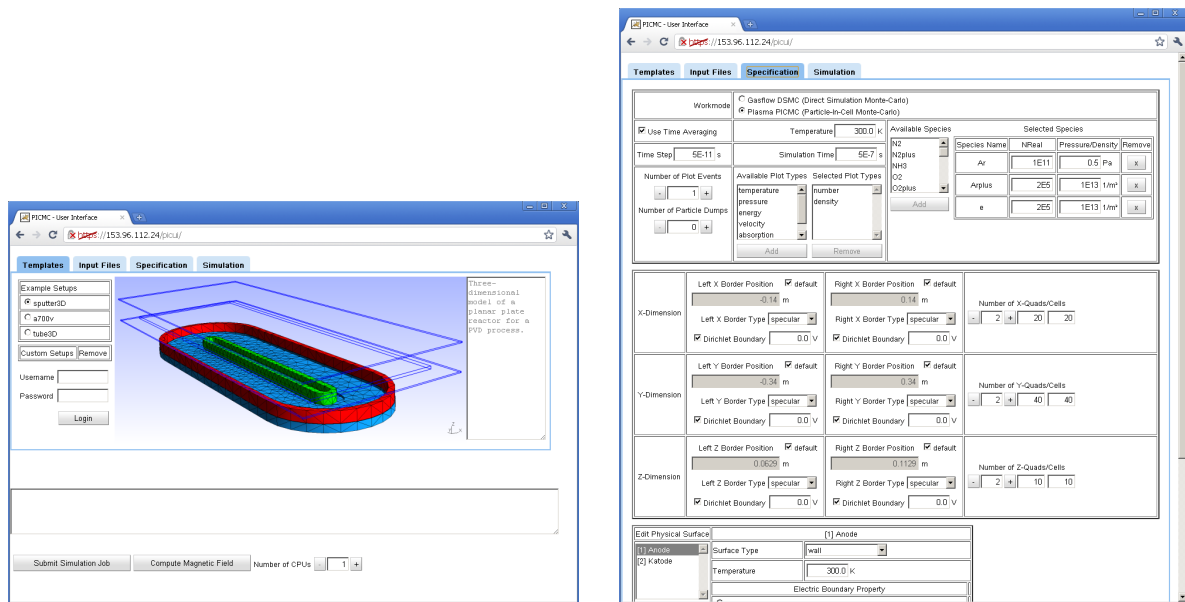 PICMC - User Interface
https://153.96.112.24/picui/
Templates Input Files Specification Simulation
Example Setups
sputter3D
a700v
tube3D
Custom Setups Remove
Username
Password
Login
Three-
dimensional
model of a
planar plate
reactor for a
PVD process.
z
y x
Submit Simulation Job Compute Magnetic Field Number of CPUs - 1 +
PICMC - User Interface
https://153.96.112.24/picui/
Templates Input Files Specification Simulation
Workmode
Gasflow DSMC (Direct Simulation Monte-Carlo)
Plasma PICMC (Particle-In-Cell Monte-Carlo)
Use Time Averaging Temperature 300.0 K
Time Step 5E-11 s Simulation Time 5E-7 s
Number of Plot Events
- 1 +
Number of Particle Dumps
- 0 +
Available Plot Types
temperature
pressure
energy
velocity
absorption
Add
Selected Plot Types
number
density
Remove
Available Species
N2
N2plus
NH3
O2
O2plus
Add
Selected Species
Species Name NReal Pressure/Density Remove
Ar 1E11 0.5 Pa x
Arplus 2E5 1E13 1/m³ x
e 2E5 1E13 1/m³ x
X-Dimension
Left X Border Position default
-0.14 m
Left X Border Type specular
Dirichlet Boundary 0.0 V
Right X Border Position default
0.14 m
Right X Border Type specular
Dirichlet Boundary 0.0 V
Number of X-Quads/Cells
- 2 + 20 20
Y-Dimension
Left Y Border Position default
-0.34 m
Left Y Border Type specular
Dirichlet Boundary 0.0 V
Right Y Border Position default
0.34 m
Right Y Border Type specular
Dirichlet Boundary 0.0 V
Number of Y-Quads/Cells
- 2 + 40 40
Z-Dimension
Left Z Border Position default
0.0629 m
Left Z Border Type specular
Dirichlet Boundary 0.0 V
Right Z Border Position default
0.1129 m
Right Z Border Type specular
Dirichlet Boundary 0.0 V
Number of Z-Quads/Cells
- 2 + 10 10
Edit Physical Surface
[1] Anode
[2] Katode
[1] Anode
Surface Type wall
Temperature 300.0 K
Electric Boundary Property